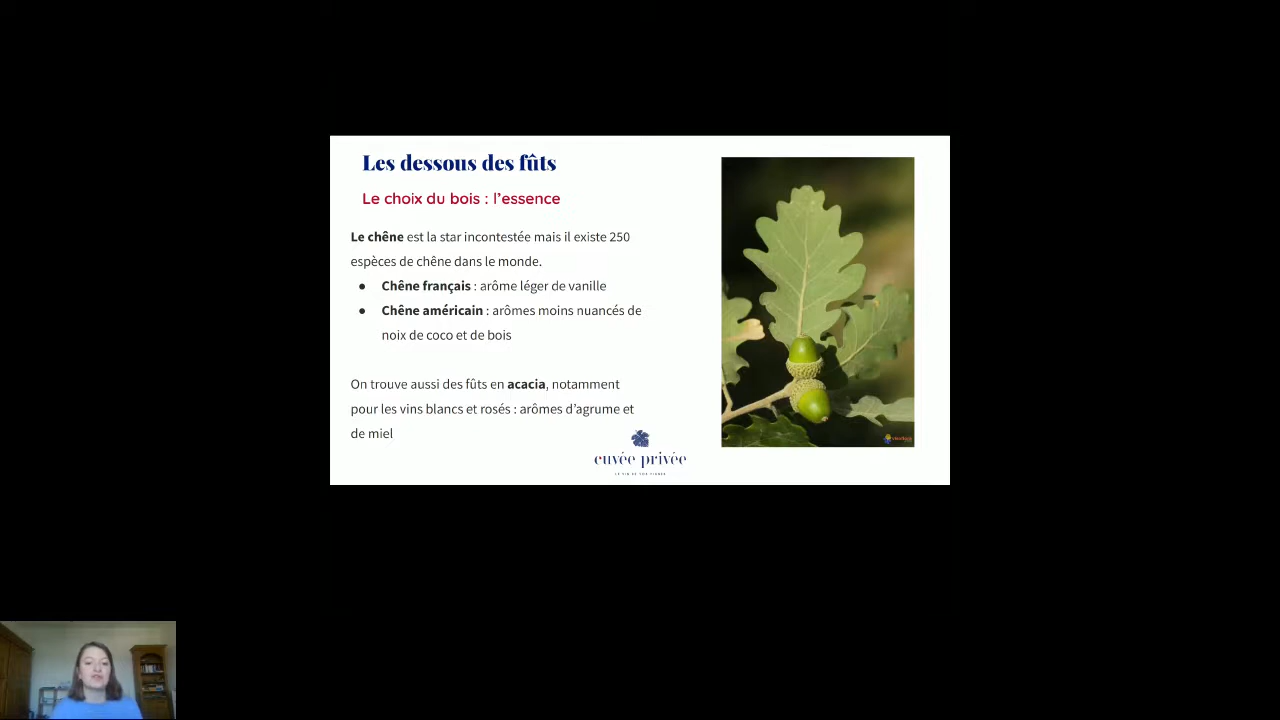 Les dessous des fûts
Le choix du bois : l'essence
Le chêne est la star incontestée mais il existe 250
espèces de chêne dans le monde.
● Chêne français : arôme léger de vanille
● Chêne américain : arômes moins nuancés de
noix de coco et de bois
On trouve aussi des fûts en acacia, notamment
pour les vins blancs et rosés : arômes d'agrume et
de miel
cuvée privée